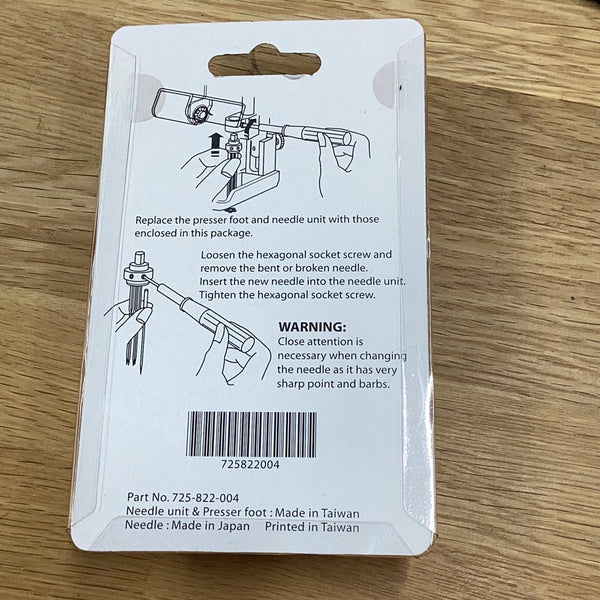 Replace the presser foot and needle unit with those
enclosed in this package.
Loosen the hexagonal socket screw and
remove the bent or broken needle.
Insert the new needle into the needle unit.
Tighten the hexagonal socket screw.
WARNING:
Close attention is
necessary when changing
the needle as it has very
sharp point and barbs.
725822004
Part No. 725-822-004
Needle unit & Presser foot : Made in Taiwan
Needle : Made in Japan Printed in Taiwan